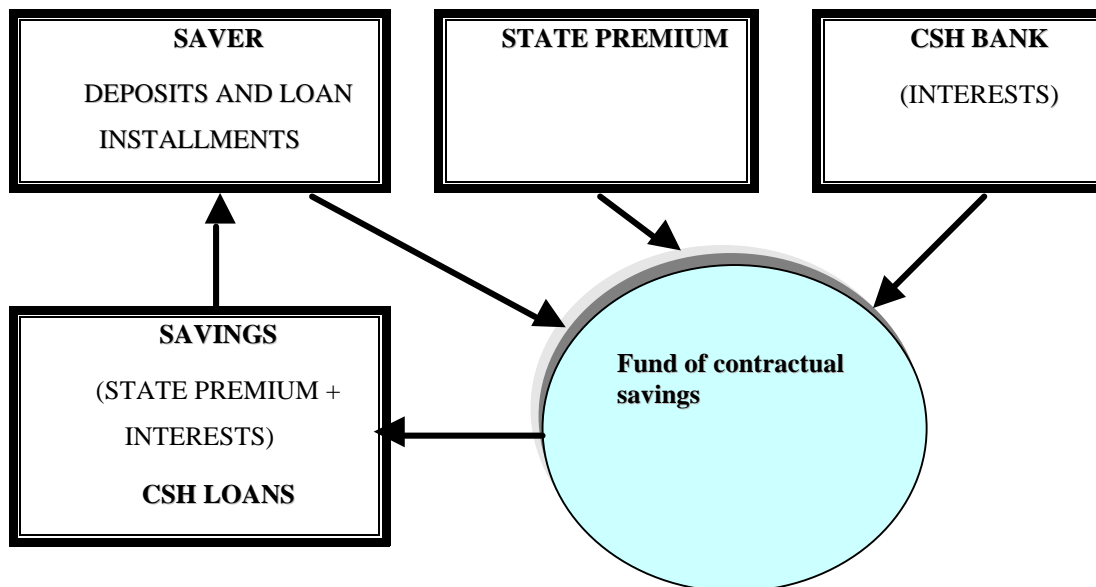 SAVER
DEPOSITS AND LOAN
INSTALLMENTS
STATE PREMIUM
CSH BANK
(INTERESTS)
SAVINGS
(STATE PREMIUM +
INTERESTS)
CSH LOANS
Fund of contractual
savings